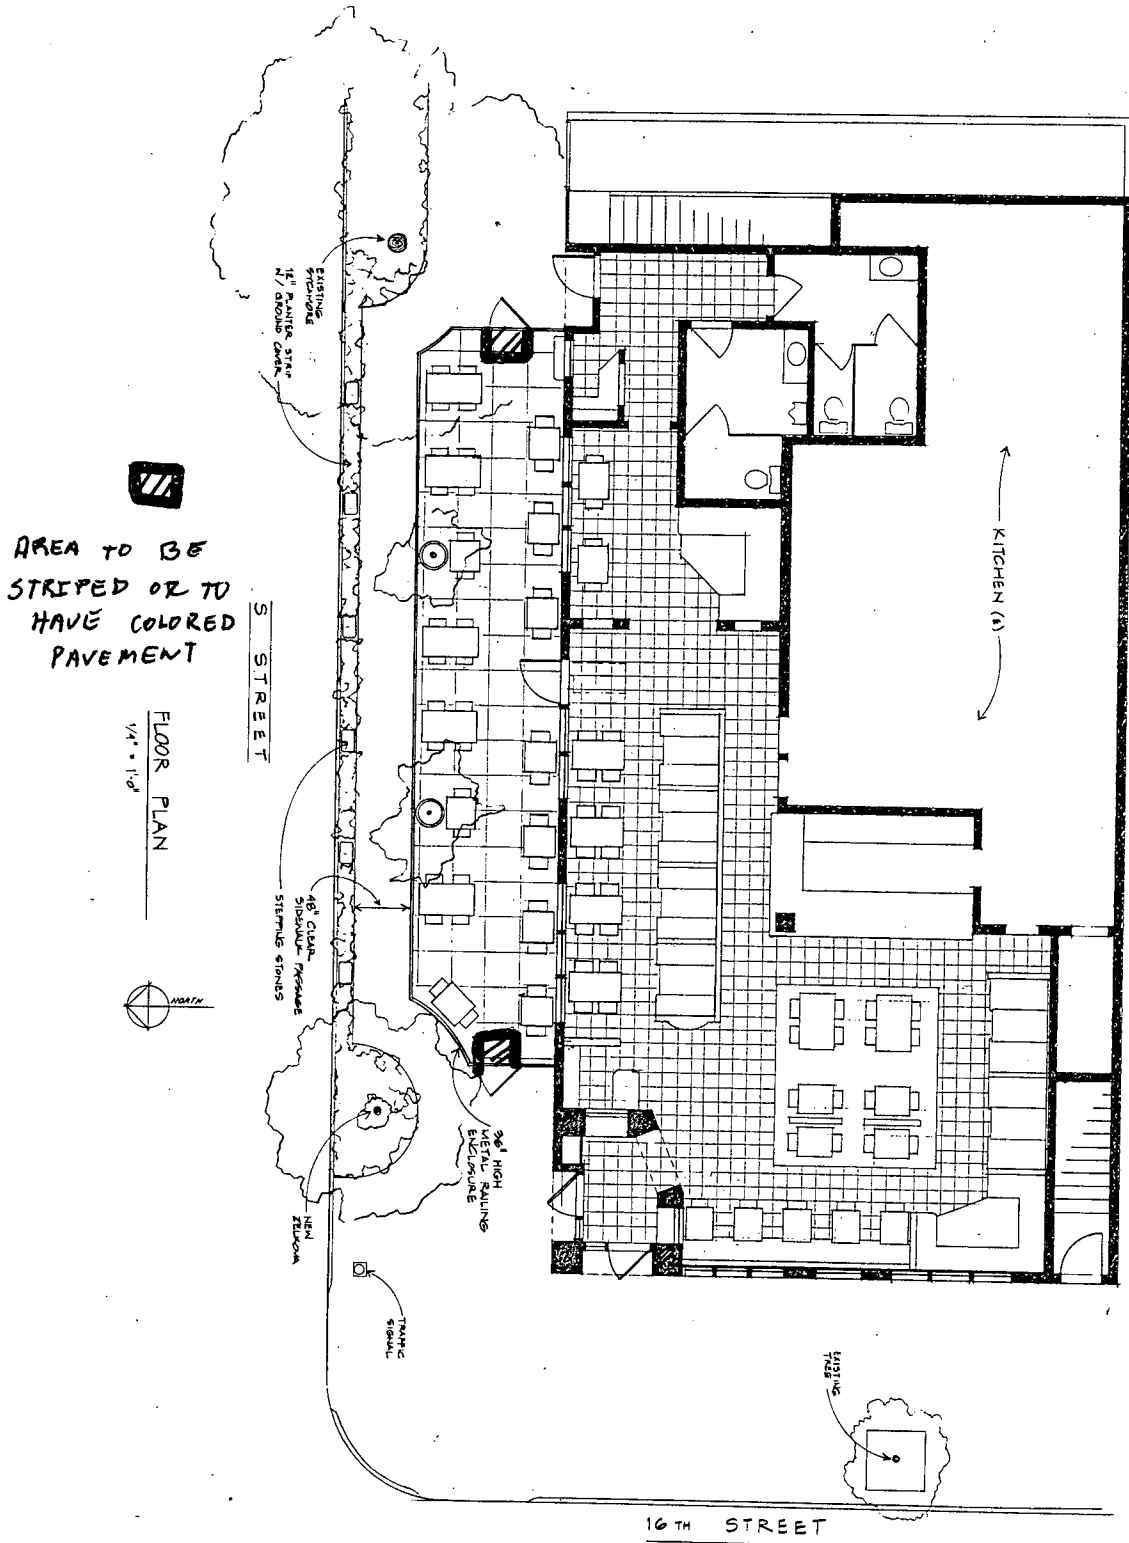 EXISTING
SYCAMORE
12" PLANTER STRIP
W/ GROUND COVER
KITCHEN (E)
AREA TO BE
STRIPED OR TO
HAVE COLORED
PAVEMENT
S STREET
FLOOR PLAN
1/4" = 1'0"
48" CLEAR
SIDEWALK PASSAGE
STEPPING STONES
NORTH
36" HIGH
METAL RAILING
ENCLOSURE
NEW
ZELKOVA
TRAFFIC
SIGNAL
EXISTING
TREE
16TH STREET